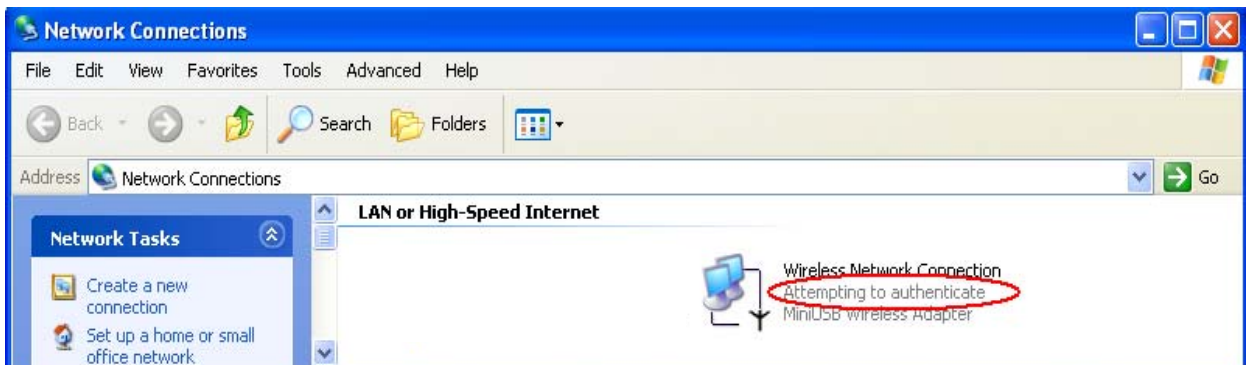 Network Connections
File Edit View Favorites Tools Advanced Help
Back Search Folders
Address Network Connections Go
LAN or High-Speed Internet
Network Tasks
Create a new
connection
Set up a home or small
office network
Wireless Network Connection
Attempting to authenticate
MiniUSB Wireless Adapter